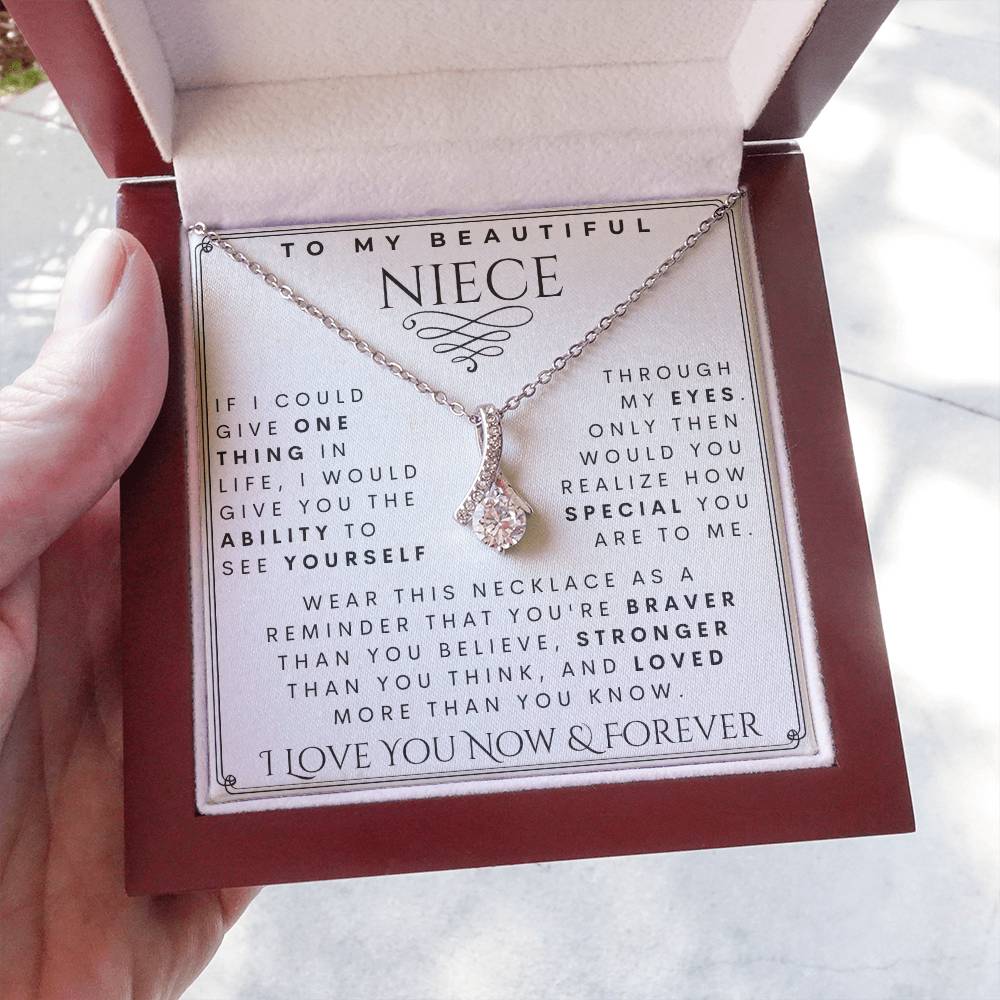 TO MY BEAUTIFUL
NIECE
IF I COULD
GIVE ONE
THING IN
LIFE, I WOULD
GIVE YOU THE
ABILITY TO
SEE YOURSELF
THROUGH
MY EYES.
ONLY THEN
WOULD YOU
REALIZE HOW
SPECIAL YOU
ARE TO ME.
WEAR THIS NECKLACE AS A
REMINDER THAT YOU'RE BRAVER
THAN YOU BELIEVE, STRONGER
THAN YOU THINK, AND LOVED
MORE THAN YOU KNOW.
I LOVE YOU NOW & FOREVER